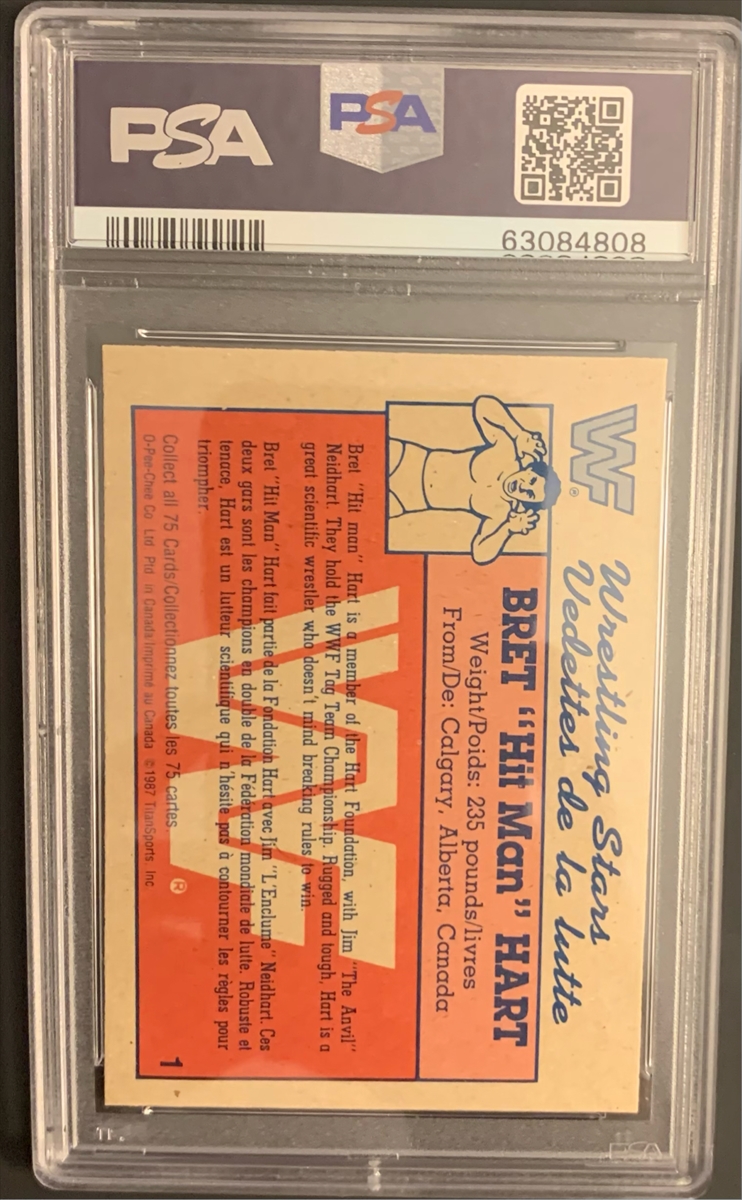 PSA
PSA
63084808
WF
®
Wrestling Stars
Vedettes de la lutte
BRET "Hit Man" HART
Weight/Poids: 235 pounds/livres
From/De: Calgary, Alberta, Canada
Bret "Hit man" Hart is a member of the Hart Foundation, with Jim "The Anvil"
Neidhart. They hold the WWF Tag Team Championship. Rugged and tough, Hart is a
great scientific wrestler who doesn't mind breaking rules to win.
Bret "Hit Man" Hart fait partie de la Fondation Hart avec Jim "L'Enclume" Neidhart. Ces
deux gars sont les champions en double de la Fédération mondiale de lutte. Robuste et
tenace, Hart est un lutteur scientifique qui n'hésite pas à contourner les règles pour
triompher.
Collect all 75 Cards/Collectionnez toutes les 75 cartes.
O-Pee-Chee Co. Ltd. Ptd. in Canada/Imprimé au Canada ©1987 TitanSports, Inc.
®
1
PSA